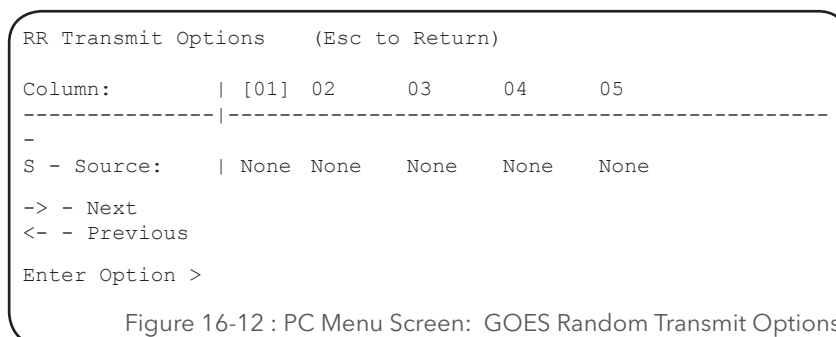 RR Transmit Options (Esc to Return)
Column: | [01] 02 03 04 05
---------------|-----------------------------------------------
-
S - Source: | None None None None None
-> - Next
<- - Previous
Enter Option >
Figure 16-12 : PC Menu Screen: GOES Random Transmit Options